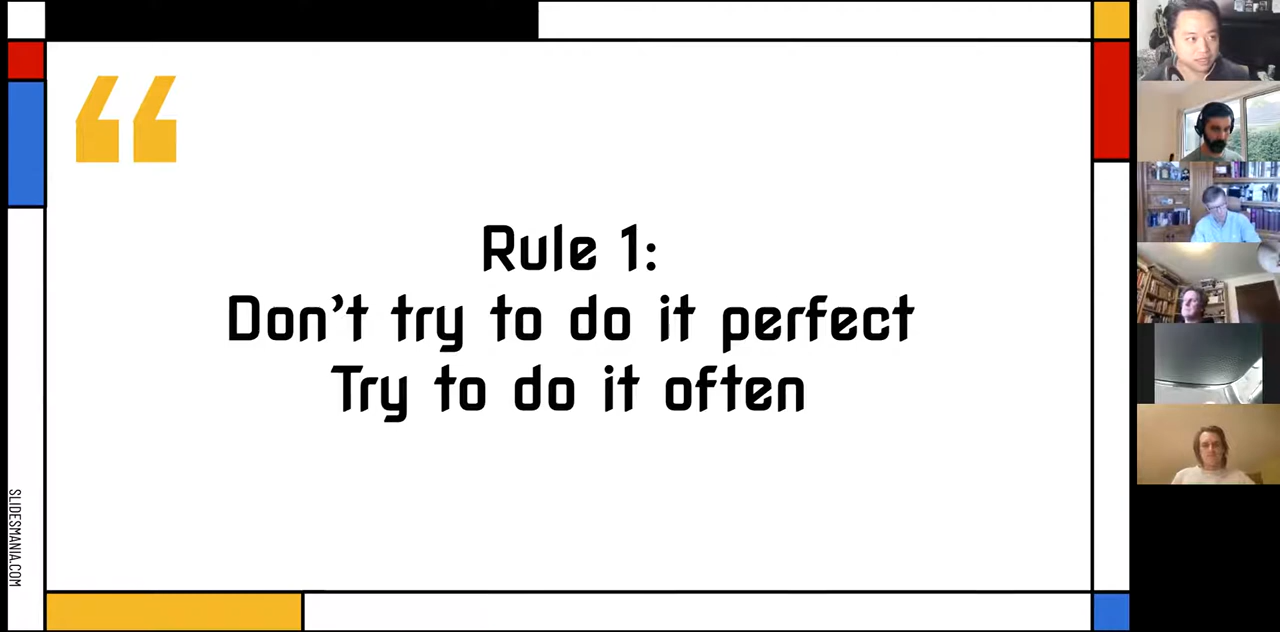 Rule 1:
Don't try to do it perfect
Try to do it often
SLIDESMANIA.COM